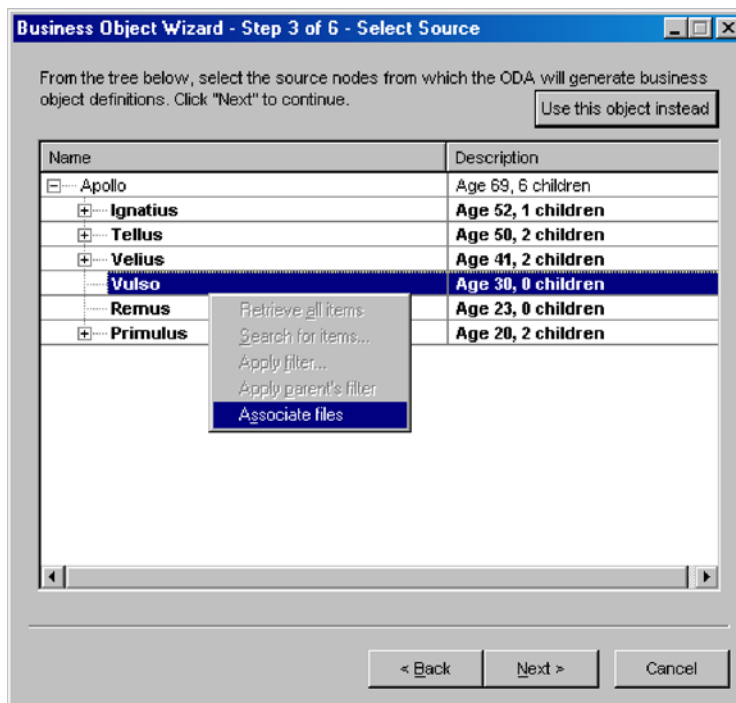 Business Object Wizard - Step 3 of 6 - Select Source
From the tree below, select the source nodes from which the ODA will generate business
object definitions. Click "Next" to continue.
Use this object instead
Name Description
Apollo Age 69, 6 children
Ignatius Age 52, 1 children
Tellus Age 50, 2 children
Velius Age 41, 2 children
Vulso Age 30, 0 children
Remus Age 23, 0 children
Primulus Age 20, 2 children
Retrieve all items
Search for items...
Apply filter...
Apply parent's filter
Associate files
< Back Next > Cancel